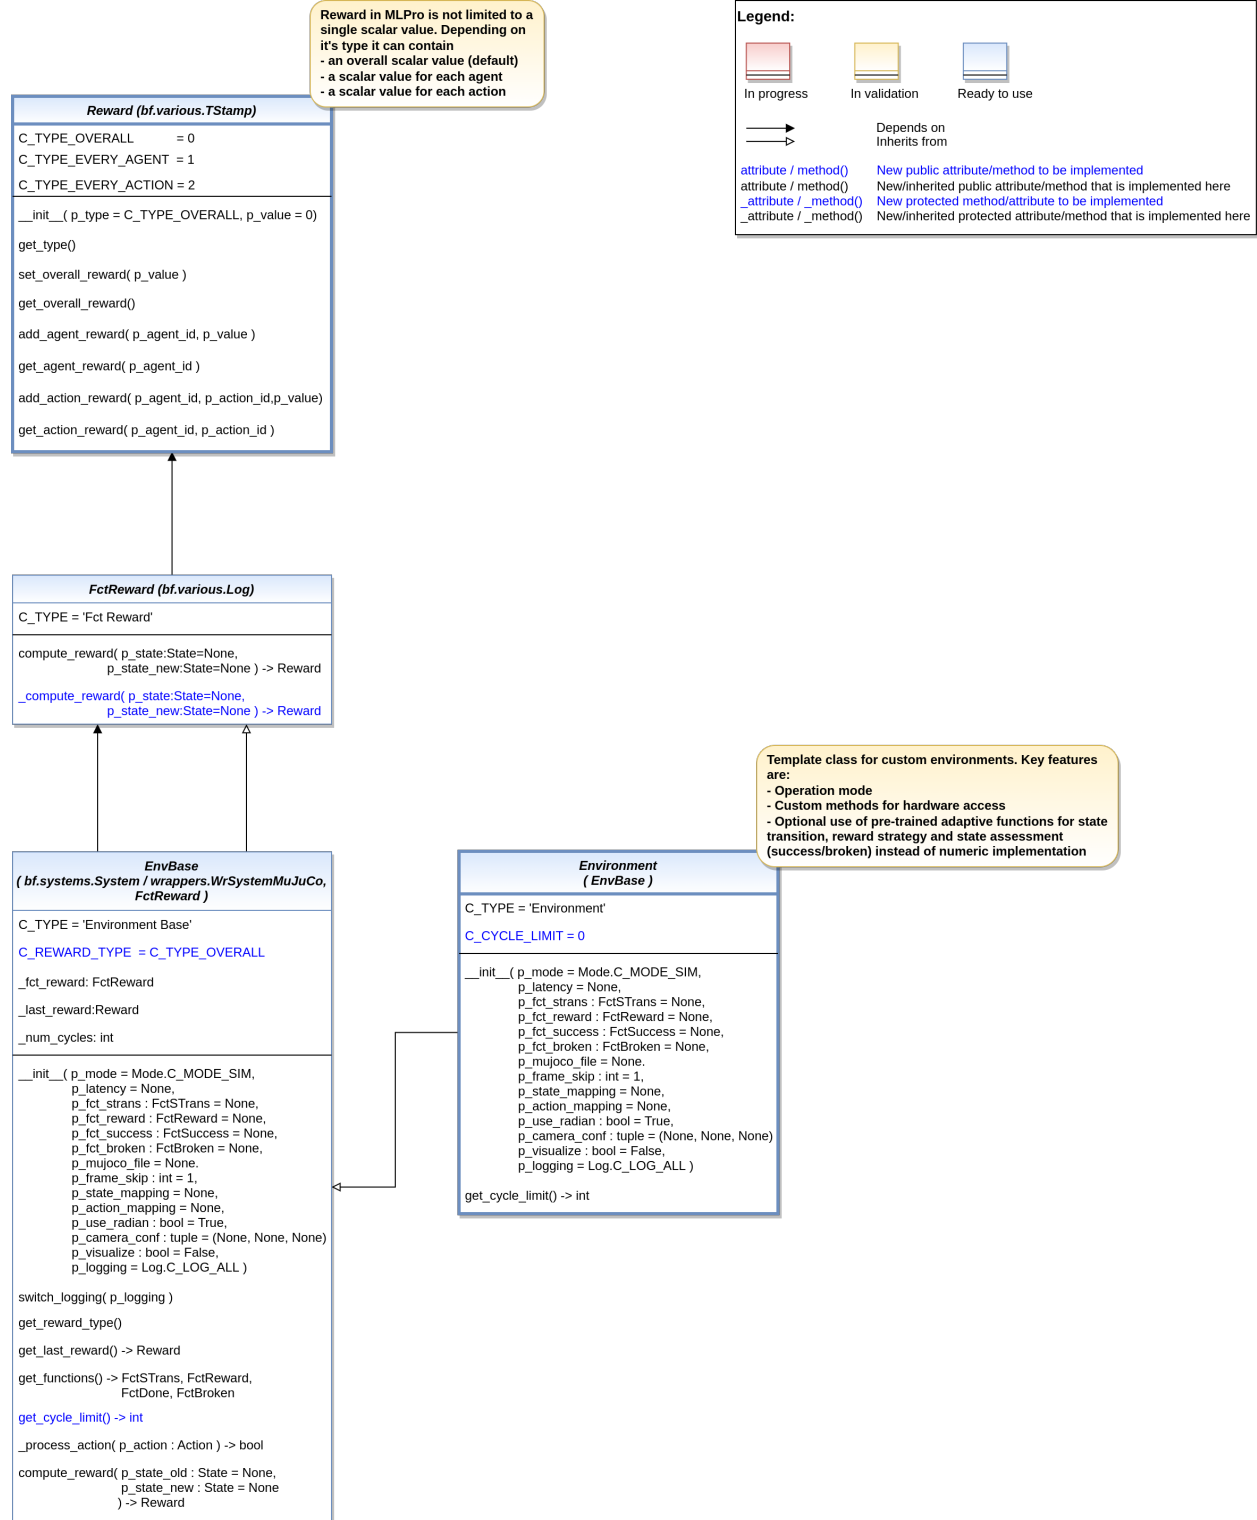 Reward in MLPro is not limited to a
single scalar value. Depending on
it's type it can contain
- an overall scalar value (default)
- a scalar value for each agent
- a scalar value for each action
Legend:
In progress
In validation
Ready to use
Depends on
Inherits from
attribute / method() New public attribute/method to be implemented
attribute / method() New/inherited public attribute/method that is implemented here
_attribute / _method() New protected method/attribute to be implemented
_attribute / _method() New/inherited protected attribute/method that is implemented here
Reward (bf.various.TStamp)
C_TYPE_OVERALL = 0
C_TYPE_EVERY_AGENT = 1
C_TYPE_EVERY_ACTION = 2
__init__( p_type = C_TYPE_OVERALL, p_value = 0)
get_type()
set_overall_reward( p_value )
get_overall_reward()
add_agent_reward( p_agent_id, p_value )
get_agent_reward( p_agent_id )
add_action_reward( p_agent_id, p_action_id,p_value)
get_action_reward( p_agent_id, p_action_id )
FctReward (bf.various.Log)
C_TYPE = 'Fct Reward'
compute_reward( p_state:State=None,
p_state_new:State=None ) -> Reward
_compute_reward( p_state:State=None,
p_state_new:State=None ) -> Reward
EnvBase
( bf.systems.System / wrappers.WrSystemMuJuCo,
FctReward )
C_TYPE = 'Environment Base'
C_REWARD_TYPE = C_TYPE_OVERALL
_fct_reward: FctReward
_last_reward:Reward
_num_cycles: int
__init__( p_mode = Mode.C_MODE_SIM,
p_latency = None,
p_fct_strans : FctSTrans = None,
p_fct_reward : FctReward = None,
p_fct_success : FctSuccess = None,
p_fct_broken : FctBroken = None,
p_mujoco_file = None.
p_frame_skip : int = 1,
p_state_mapping = None,
p_action_mapping = None,
p_use_radian : bool = True,
p_camera_conf : tuple = (None, None, None)
p_visualize : bool = False,
p_logging = Log.C_LOG_ALL )
switch_logging( p_logging )
get_reward_type()
get_last_reward() -> Reward
get_functions() -> FctSTrans, FctReward,
FctDone, FctBroken
get_cycle_limit() -> int
_process_action( p_action : Action ) -> bool
compute_reward( p_state_old : State = None,
p_state_new : State = None
) -> Reward
Template class for custom environments. Key features
are:
- Operation mode
- Custom methods for hardware access
- Optional use of pre-trained adaptive functions for state
transition, reward strategy and state assessment
(success/broken) instead of numeric implementation
Environment
( EnvBase )
C_TYPE = 'Environment'
C_CYCLE_LIMIT = 0
__init__( p_mode = Mode.C_MODE_SIM,
p_latency = None,
p_fct_strans : FctSTrans = None,
p_fct_reward : FctReward = None,
p_fct_success : FctSuccess = None,
p_fct_broken : FctBroken = None,
p_mujoco_file = None.
p_frame_skip : int = 1,
p_state_mapping = None,
p_action_mapping = None,
p_use_radian : bool = True,
p_camera_conf : tuple = (None, None, None)
p_visualize : bool = False,
p_logging = Log.C_LOG_ALL )
get_cycle_limit() -> int